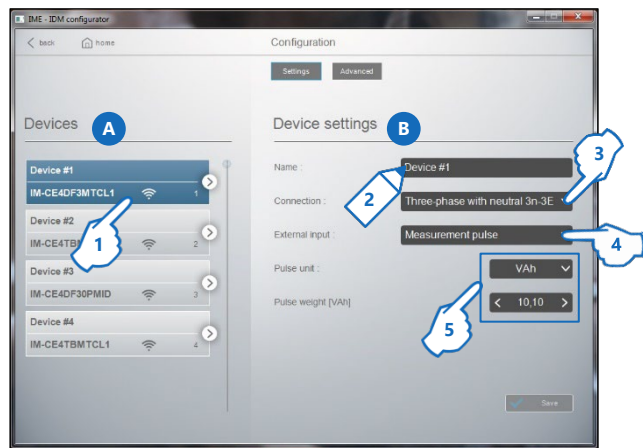 IME - IDM configurator
back home Configuration
Settings Advanced
Devices A
Device settings B
Device #1
IM-CE4DF3MTCL1 1
Device #2
IM-CE4TBM 2
Device #3
IM-CE4DF30PMID 3
Device #4
IM-CE4TBMTCL1 4
Name : Device #1
Connection : Three-phase with neutral 3n-3E
External input : Measurement pulse
Pulse unit : VAh
Pulse weight [VAh] 10,10
Save
1
2
3
4
5